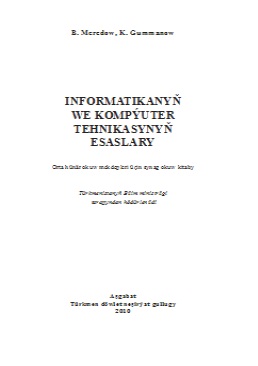 B. Meredow, K. Gummanow
INFORMATIKANYŇ
WE KOMPÝUTER
TEHNIKASYNYŇ
ESASLARY
Orta hünär okuw mekdepleri üçin synag okuw kitaby
Türkmenistanyň Bilim ministrligi
tarapyndan hödürlenildi
Aşgabat
Türkmen döwlet neşirýat gullugy
2010